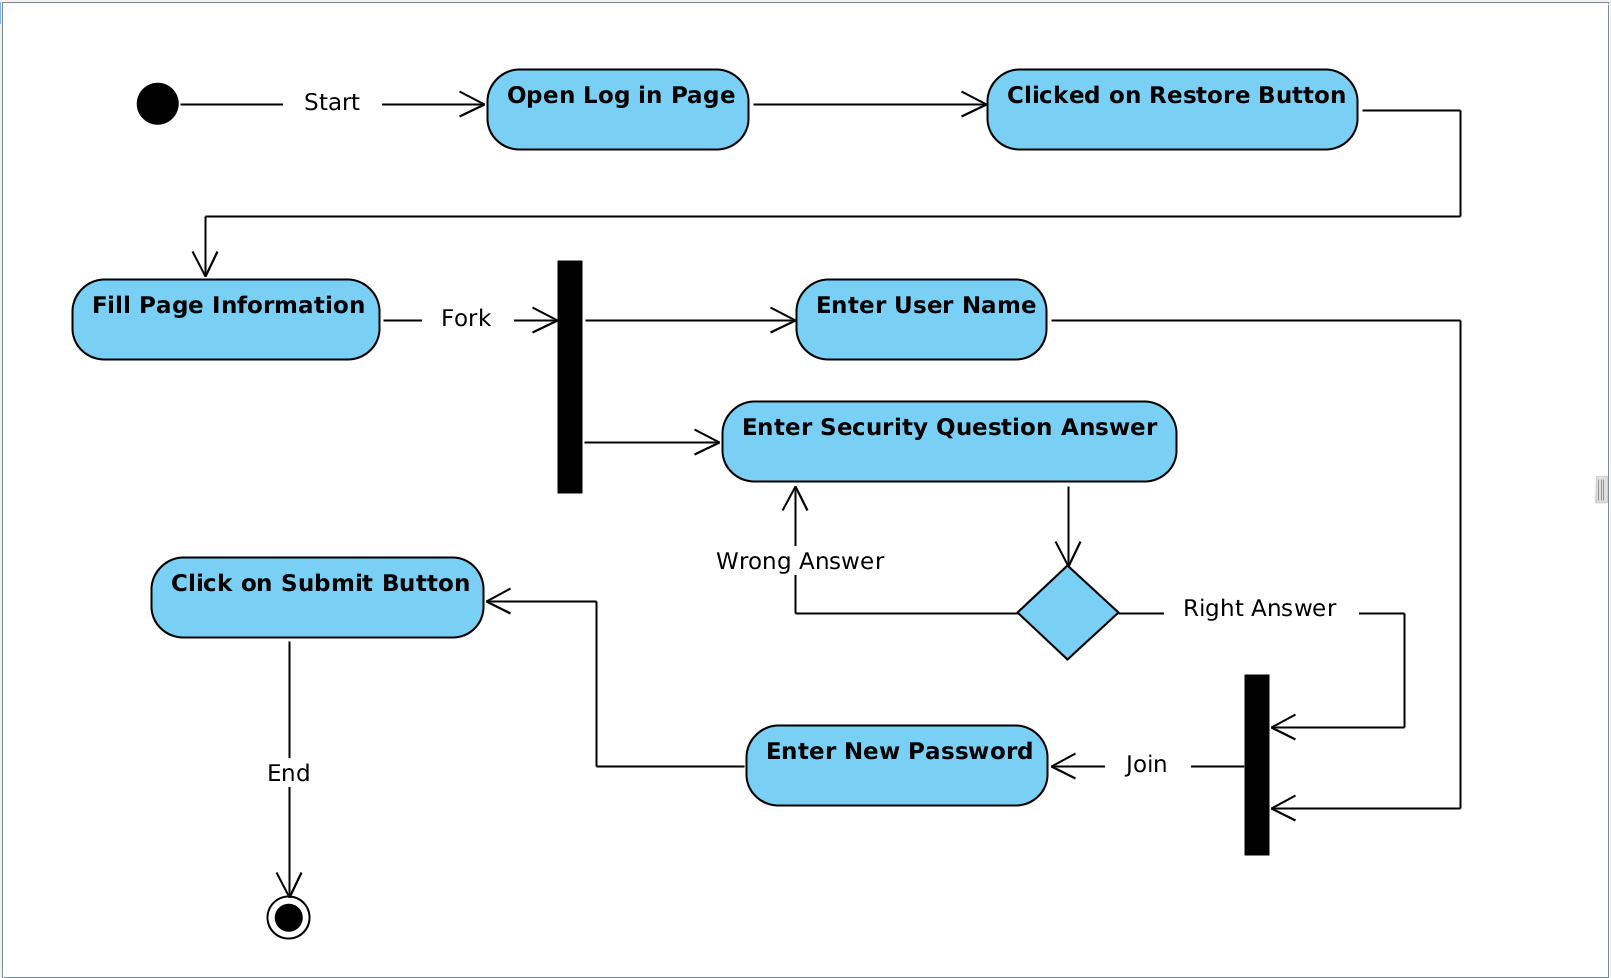 Start
Open Log in Page
Clicked on Restore Button
Fill Page Information
Fork
Enter User Name
Enter Security Question Answer
Wrong Answer
Right Answer
Click on Submit Button
Enter New Password
Join
End